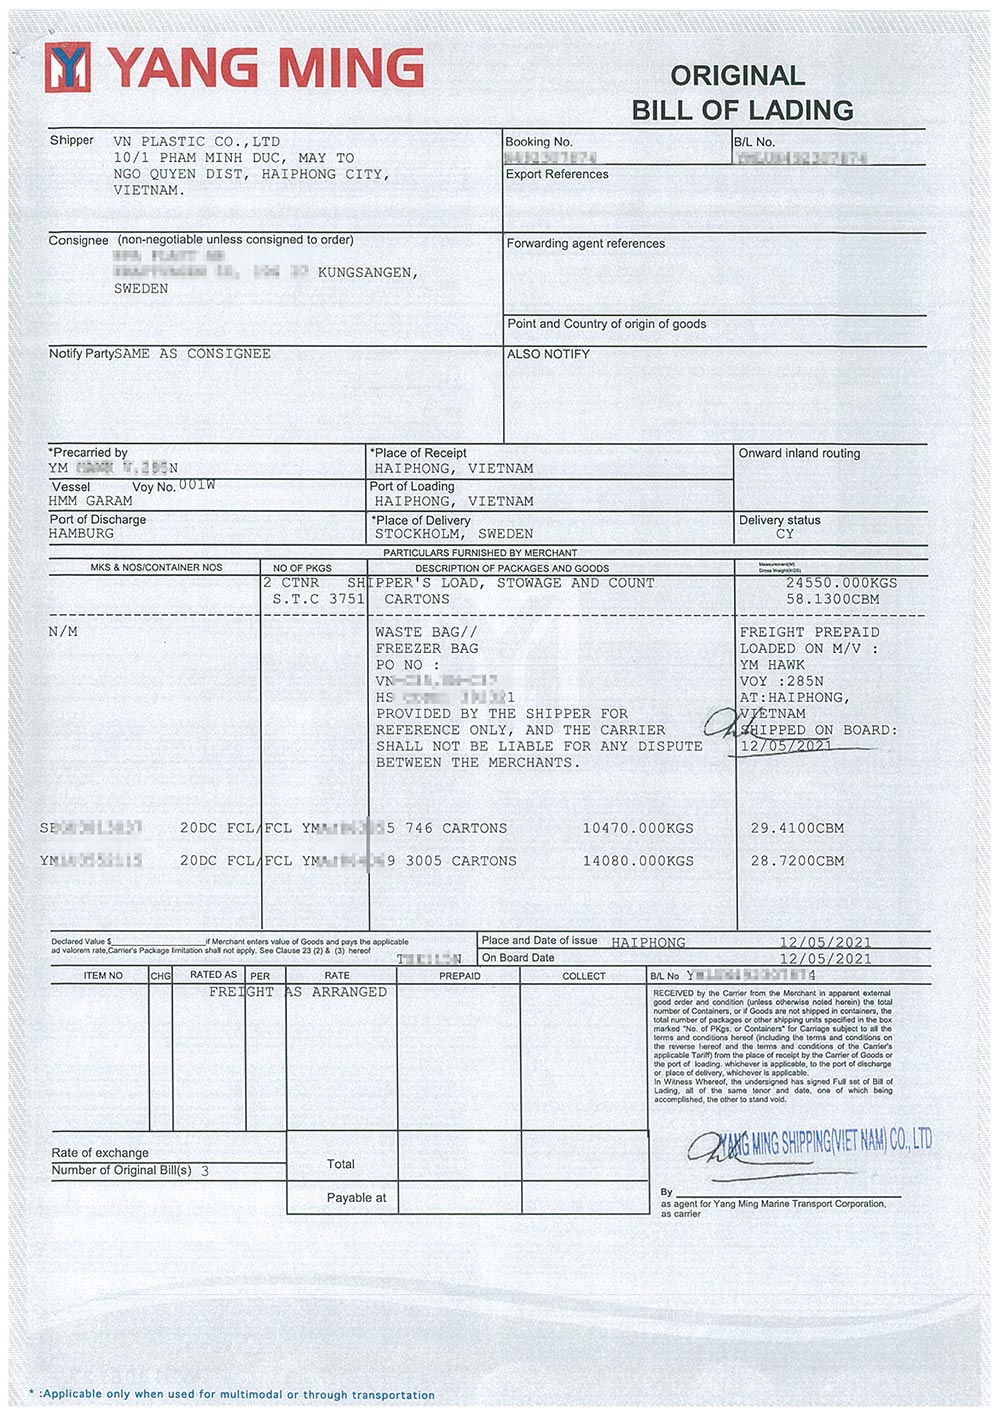 YANG MING
ORIGINAL
BILL OF LADING
Shipper VN PLASTIC CO.,LTD
10/1 PHAM MINH DUC, MAY TO
NGO QUYEN DIST, HAIPHONG CITY,
VIETNAM.
Booking No.
B/L No.
Export References
Consignee (non-negotiable unless consigned to order)
KUNGSANGEN,
SWEDEN
Forwarding agent references
Point and Country of origin of goods
Notify Party SAME AS CONSIGNEE
ALSO NOTIFY
*Precarried by
YM
*Place of Receipt
HAIPHONG, VIETNAM
Onward inland routing
Vessel Voy No. 001W
HMM GARAM
Port of Loading
HAIPHONG, VIETNAM
Port of Discharge
HAMBURG
*Place of Delivery
STOCKHOLM, SWEDEN
Delivery status
CY
PARTICULARS FURNISHED BY MERCHANT
MKS & NOS/CONTAINER NOS NO OF PKGS DESCRIPTION OF PACKAGES AND GOODS Measurement(M)
Gross Weight(KGS)
2 CTNR SHIPPER'S LOAD, STOWAGE AND COUNT 24550.000KGS
S.T.C 3751 CARTONS 58.1300CBM
N/M WASTE BAG// FREIGHT PREPAID
FREEZER BAG LOADED ON M/V :
PO NO : YM HAWK
VOY :285N
HS AT:HAIPHONG,
PROVIDED BY THE SHIPPER FOR VIETNAM
REFERENCE ONLY, AND THE CARRIER SHIPPED ON BOARD:
SHALL NOT BE LIABLE FOR ANY DISPUTE 12/05/2021
BETWEEN THE MERCHANTS.
20DC FCL/FCL 746 CARTONS 10470.000KGS 29.4100CBM
20DC FCL/FCL 3005 CARTONS 14080.000KGS 28.7200CBM
Declared Value $ if Merchant enters value of Goods and pays the applicable
ad valorem rate,Carrier's Package limitation shall not apply. See Clause 23 (2) & (3) hereof
Place and Date of issue HAIPHONG 12/05/2021
On Board Date 12/05/2021
ITEM NO CHG RATED AS PER RATE PREPAID COLLECT B/L No
FREIGHT AS ARRANGED
RECEIVED by the Carrier from the Merchant in apparent external
good order and condition (unless otherwise noted herein) the total
number of Containers, or if Goods are not shipped in containers, the
total number of packages or other shipping units specified in the box
marked "No. of PKgs. or Containers" for Carriage subject to all the
terms and conditions hereof (including the terms and conditions on
the reverse hereof and the terms and conditions of the Carrier's
applicable Tariff) from the place of receipt by the Carrier of Goods or
the port of loading. whichever is applicable, to the port of discharge
or place of delivery, whichever is applicable.
In Witness Whereof, the undersigned has signed Full set of Bill of
Lading, all of the same tenor and date, one of which being
accomplished, the other to stand void.
YANG MING SHIPPING(VIET NAM) CO., LTD
Rate of exchange
Number of Original Bill(s) 3
Total
Payable at
By
as agent for Yang Ming Marine Transport Corporation,
as carrier
* :Applicable only when used for multimodal or through transportation